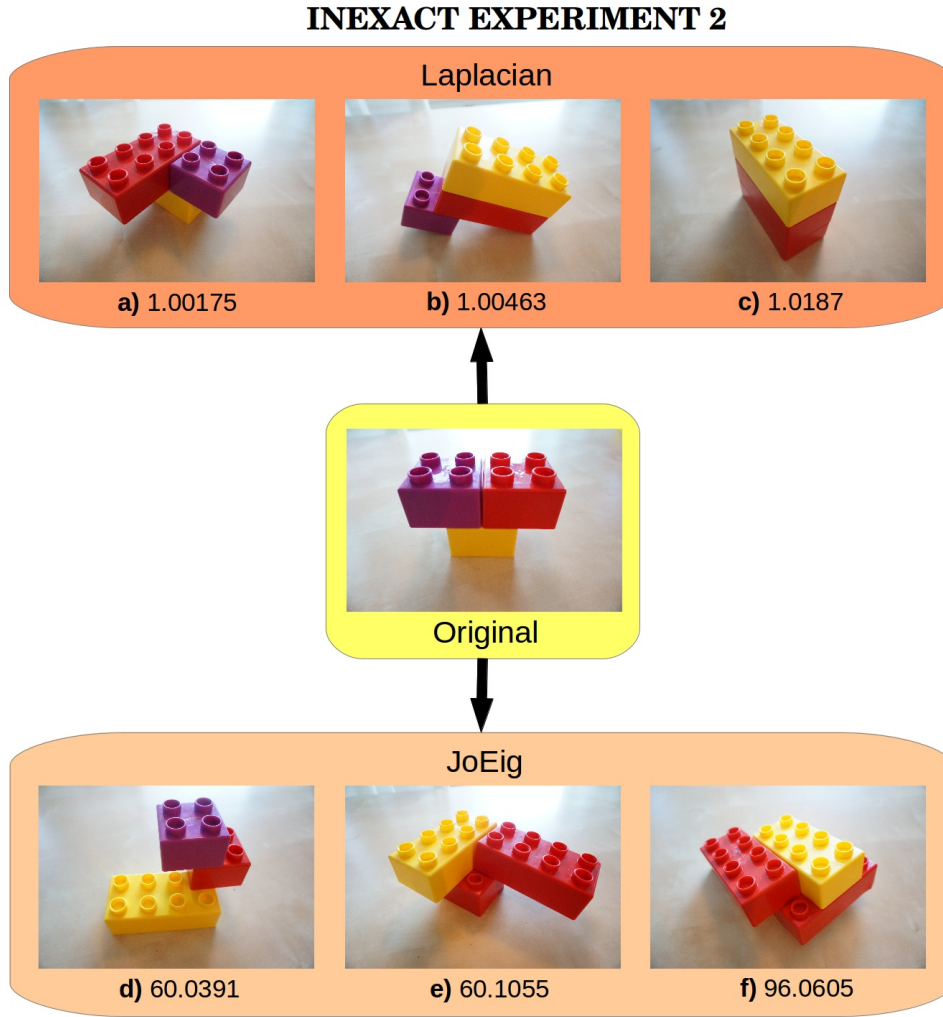 INEXACT EXPERIMENT 2
Laplacian
a) 1.00175
b) 1.00463
c) 1.0187
Original
JoEig
d) 60.0391
e) 60.1055
f) 96.0605